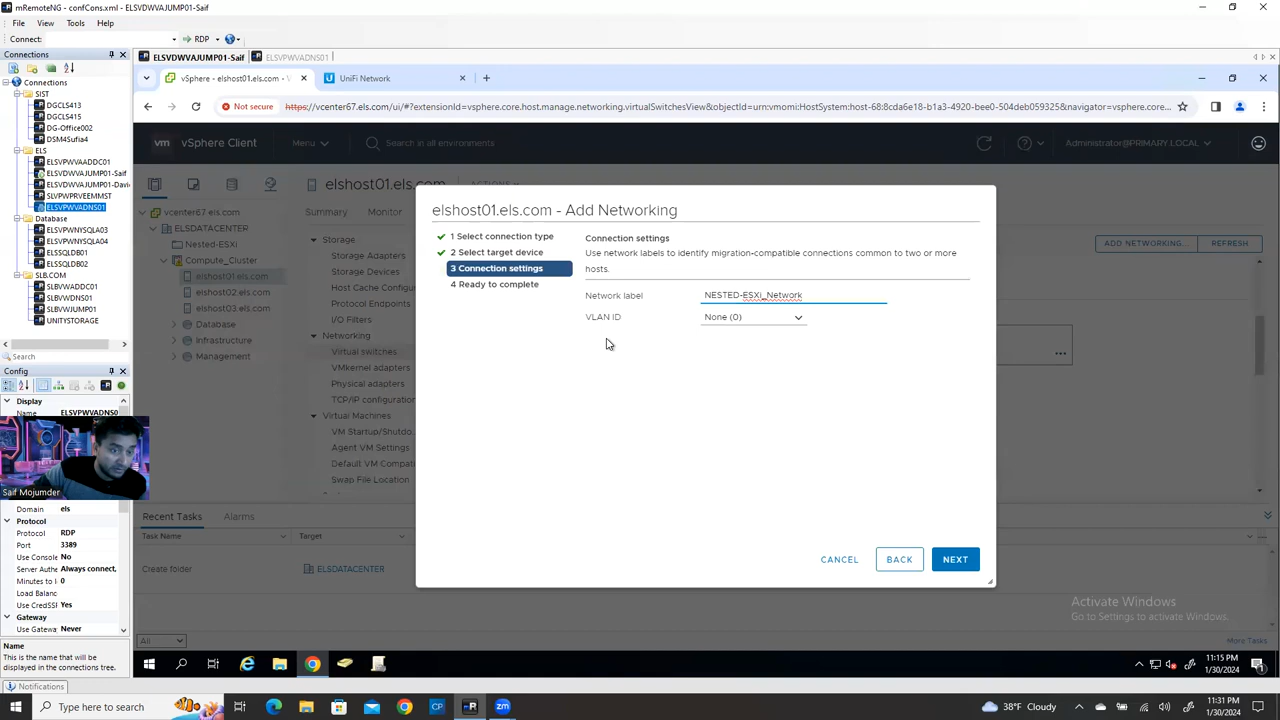 mRemoteNG - confCons.xml - ELSVDWVAJUMP01-Saif
File View Tools Help
Connect: RDP
Connections
ELSVDWVAJUMP01-Saif ELSVPWVADNS01
vSphere - elshost01.els.com - V UniFi Network
Not secure https://vcenter67.els.com/ui/#?extensionId=vsphere.core.host.manage.networking.virtualSwitchesView&objectId=urn:vmomi:HostSystem:host-68:8cda6e18-b1a3-4920-bee0-504deb059325&navigator=vsphere....
Connections
SIST
DGCLS413
DGCLS415
DG-Office002
DSM4Sufia4
ELS
ELSVPWVAADDC01
ELSVDWVAJUMP01-Saif
ELSVDWVAJUMP01-Davi
SLVPWPRVEEMMST
ELSVPWVADNS01
Database
ELSVPWNYSQLA03
ELSVPWNYSQLA04
ELSSQLDB01
ELSSQLDB02
SLB.COM
SLBVWDC01
SLBVWDNS01
SLBVWJUMP01
UNITYSTORAGE
Search
Config
Display
Name ELSVPWVADNS0
Saif Mojumder
Domain els
Protocol
Protocol RDP
Port 3389
Use Console No
Server Authe Always connect,
Minutes to I 0
Load Balanc
Use CredSSP Yes
Gateway
Use Gateway Never
Name
This is the name that will be
displayed in the connections tree.
Notifications
vm vSphere Client Menu Search in all environments Administrator@PRIMARY.LOCAL
vcenter67.els.com
ELSDATACENTER
Nested-ESXi
Compute_Cluster
elshost01.els.com
elshost02.els.com
elshost03.els.com
Database
Infrastructure
Management
elshost01.els.com ACTIONS
Summary Monitor
Storage
Storage Adapters
Storage Devices
Host Cache Configur
Protocol Endpoints
Networking
Virtual switches
VMkernel adapters
Physical adapters
TCP/IP configuration
Virtual Machines
VM Startup/Shutdo
Agent VM Settings
Default VM Compati
Swap File Location
ADD NETWORKING... REFRESH
...
elshost01.els.com - Add Networking
1 Select connection type
2 Select target device
3 Connection settings
4 Ready to complete
Connection settings
Use network labels to identify migration-compatible connections common to two or more
hosts.
Network label NESTED-ESXi_Network
VLAN ID None (0)
CANCEL BACK NEXT
Recent Tasks Alarms
Task Name Target
Create folder ELSDATACENTER
All More Tasks
Activate Windows
Go to Settings to activate Windows.
11:15 PM
1/30/2024
Type here to search
38°F Cloudy
11:31 PM
1/30/2024